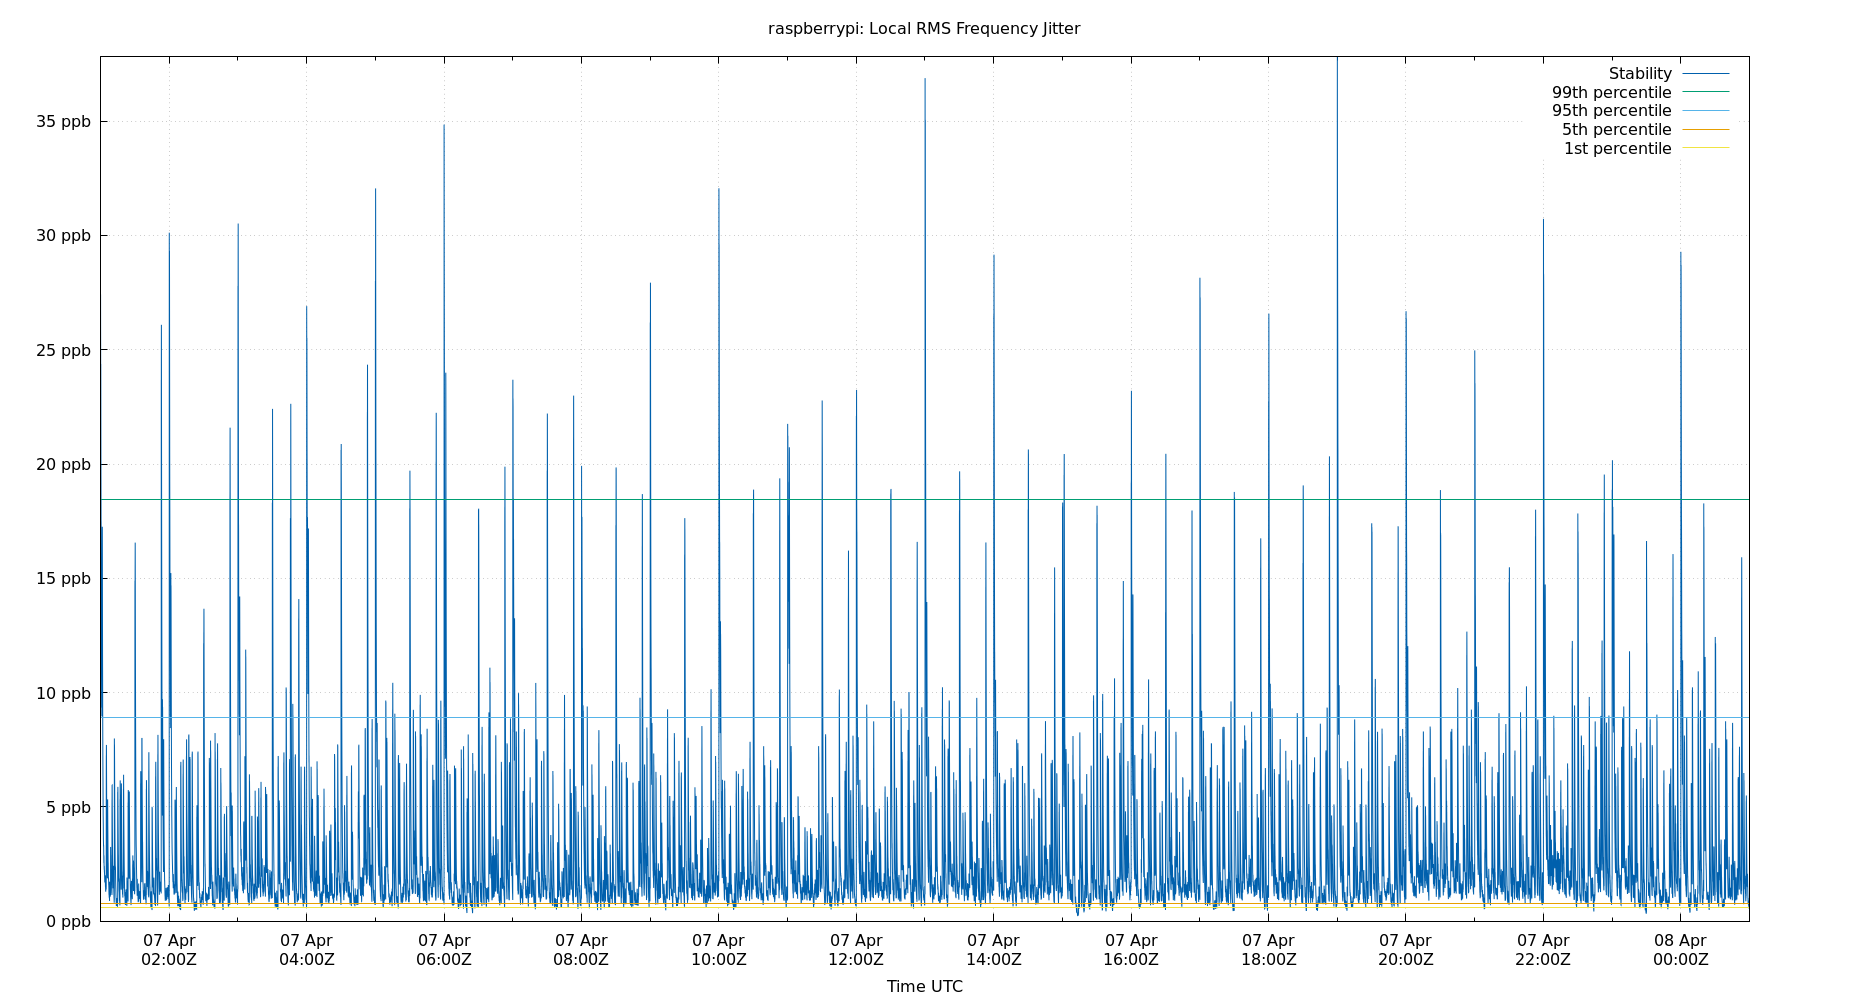 raspberrypi: Local RMS Frequency Jitter
Stability
99th percentile
95th percentile
5th percentile
1st percentile
35 ppb
30 ppb
25 ppb
20 ppb
15 ppb
10 ppb
5 ppb
0 ppb
07 Apr 07 Apr 07 Apr 07 Apr 07 Apr 07 Apr 07 Apr 07 Apr 07 Apr 07 Apr 07 Apr 08 Apr
02:00Z 04:00Z 06:00Z 08:00Z 10:00Z 12:00Z 14:00Z 16:00Z 18:00Z 20:00Z 22:00Z 00:00Z
Time UTC